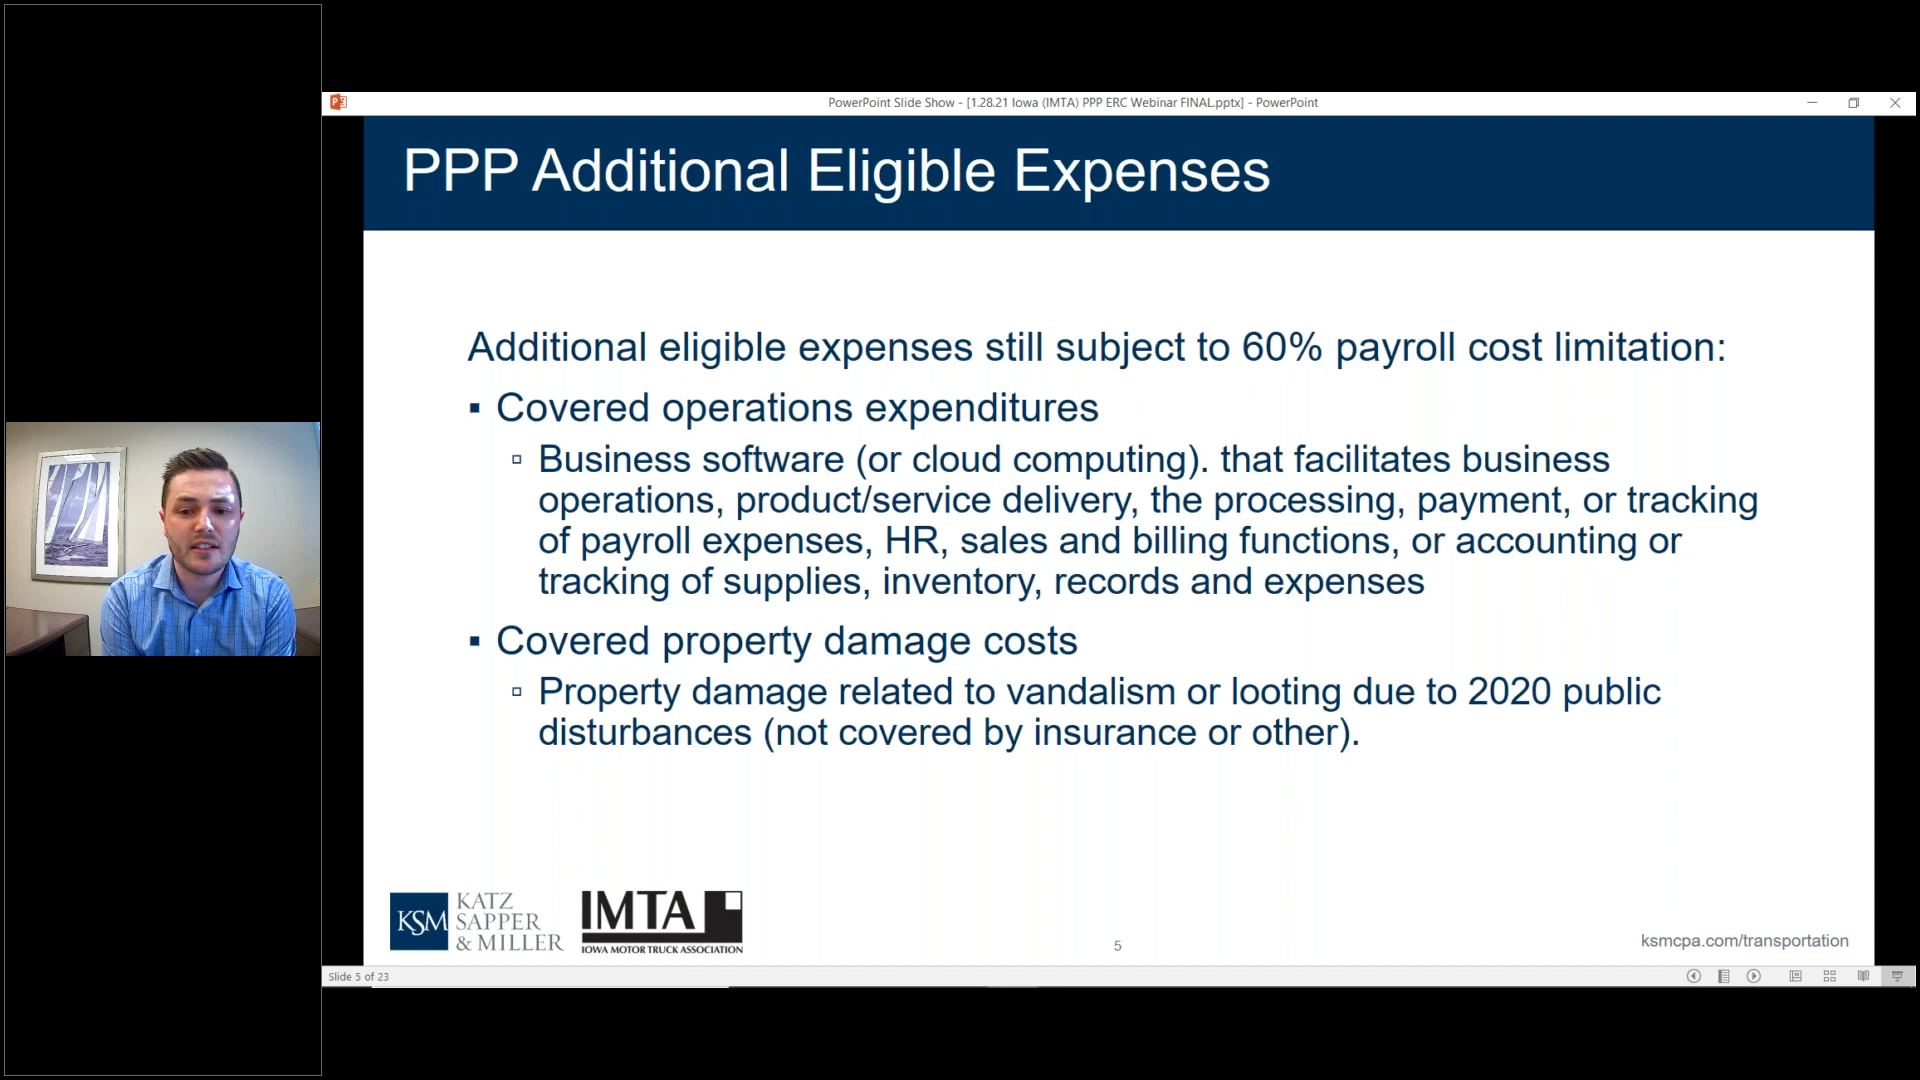 PowerPoint Slide Show - [1.28.21 Iowa (IMTA) PPP ERC Webinar FINAL.pptx] - PowerPoint
PPP Additional Eligible Expenses
Additional eligible expenses still subject to 60% payroll cost limitation:
▪ Covered operations expenditures
▫ Business software (or cloud computing). that facilitates business
operations, product/service delivery, the processing, payment, or tracking
of payroll expenses, HR, sales and billing functions, or accounting or
tracking of supplies, inventory, records and expenses
▪ Covered property damage costs
▫ Property damage related to vandalism or looting due to 2020 public
disturbances (not covered by insurance or other).
KSM
KATZ
SAPPER
& MILLER
IMTA
IOWA MOTOR TRUCK ASSOCIATION
5
ksmcpa.com/transportation
Slide 5 of 23